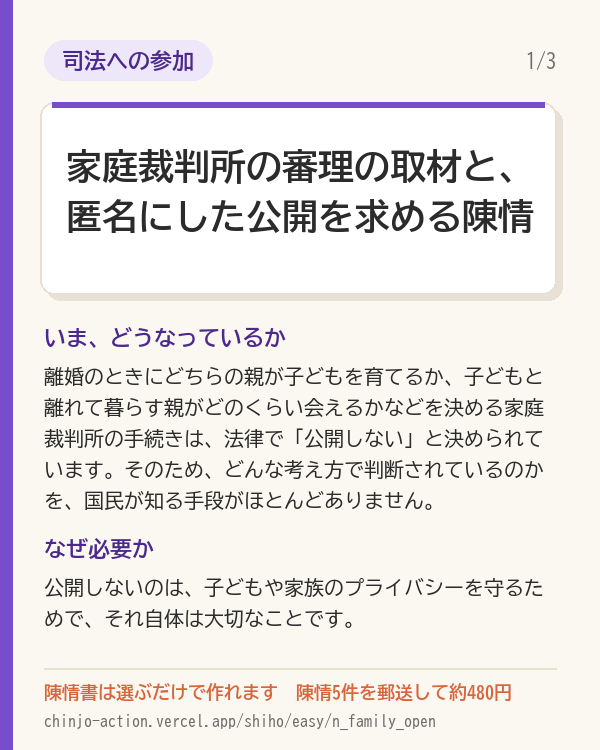 司法への参加
1/3
家庭裁判所の審理の取材と、
匿名にした公開を求める陳情
いま、どうなっているか
離婚のときにどちらの親が子どもを育てるか、子どもと
離れて暮らす親がどのくらい会えるかなどを決める家庭
裁判所の手続きは、法律で「公開しない」と決められて
います。そのため、どんな考え方で判断されているのか
を、国民が知る手段がほとんどありません。
なぜ必要か
公開しないのは、子どもや家族のプライバシーを守るた
めで、それ自体は大切なことです。
陳情書は選ぶだけで作れます　陳情5件を郵送して約480円
chinjo-action.vercel.app/shiho/easy/n_family_open